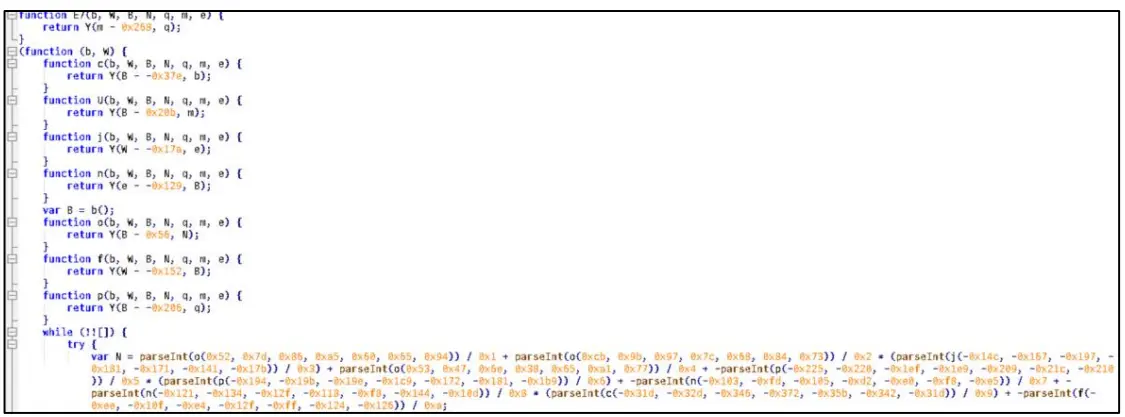 function E7(b, W, B, N, q, m, e) {
return Y(m - 0x268, q);
}
(function (b, W) {
function c(b, W, B, N, q, m, e) {
return Y(B - -0x37e, b);
}
function U(b, W, B, N, q, m, e) {
return Y(B - 0x20b, m);
}
function j(b, W, B, N, q, m, e) {
return Y(W - -0x17a, e);
}
function n(b, W, B, N, q, m, e) {
return Y(e - -0x129, B);
}
var B = b();
function o(b, W, B, N, q, m, e) {
return Y(B - 0x56, N);
}
function f(b, W, B, N, q, m, e) {
return Y(W - -0x152, B);
}
function p(b, W, B, N, q, m, e) {
return Y(B - -0x206, q);
}
while (!![]) {
try {
var N = parseInt(o(0x52, 0x7d, 0x86, 0xa5, 0x60, 0x55, 0x94)) / 0x1 + parseInt(o(0xcb, 0x9b, 0x97, 0x7c, 0x68, 0x84, 0x73)) / 0x2 * (parseInt(j(-0x14c, -0x167, -0x197, -
0x181, -0x171, -0x141, -0x17b)) / 0x3) + parseInt(o(0x53, 0x47, 0x6e, 0x38, 0x65, 0xa1, 0x77)) / 0x4 + -parseInt(p(-0x225, -0x220, -0x1ef, -0x1e9, -0x209, -0x21c, -0x210
)) / 0x5 * (parseInt(p(-0x194, -0x19b, -0x19e, -0x1c9, -0x172, -0x181, -0x1b9)) / 0x6) + -parseInt(n(-0x103, -0xfd, -0x105, -0xd2, -0xe0, -0xf8, -0xe5)) / 0x7 + -
parseInt(n(-0x121, -0x134, -0x12f, -0x113, -0xf8, -0x144, -0x10d)) / 0x8 * (parseInt(c(-0x31d, -0x32d, -0x346, -0x372, -0x35b, -0x342, -0x31d)) / 0x9) + -parseInt(f(-
0xea, -0x10f, -0xe4, -0x12f, -0xff, -0x124, -0x126)) / 0xa;